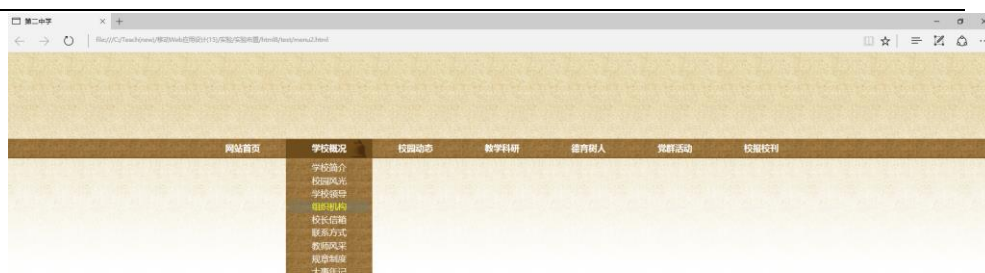 第二中学
网站首页 学校概况 校园动态 教学科研 德育树人 党群活动 校报校刊
学校简介
校园风光
学校领导
组织机构
校长信箱
联系方式
教师风采
规章制度
大事年记